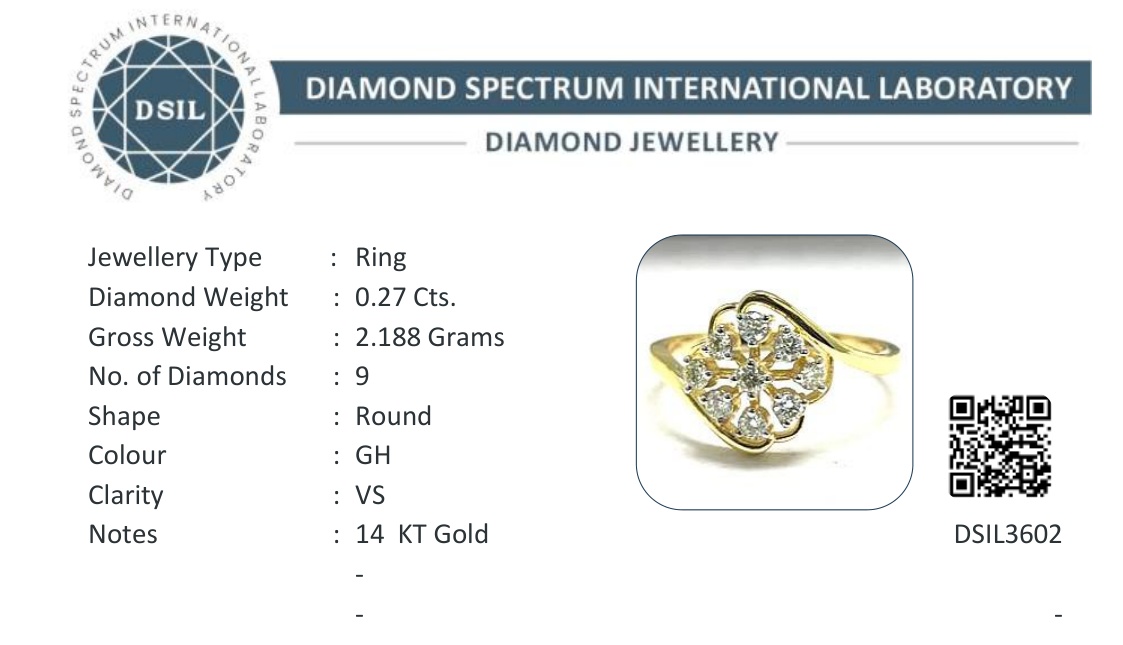 DIAMOND SPECTRUM INTERNATIONAL LABORATORY
DSIL
DIAMOND SPECTRUM INTERNATIONAL LABORATORY
DIAMOND JEWELLERY
Jewellery Type : Ring
Diamond Weight : 0.27 Cts.
Gross Weight : 2.188 Grams
No. of Diamonds : 9
Shape : Round
Colour : GH
Clarity : VS
Notes : 14 KT Gold
DSIL3602
-
- -